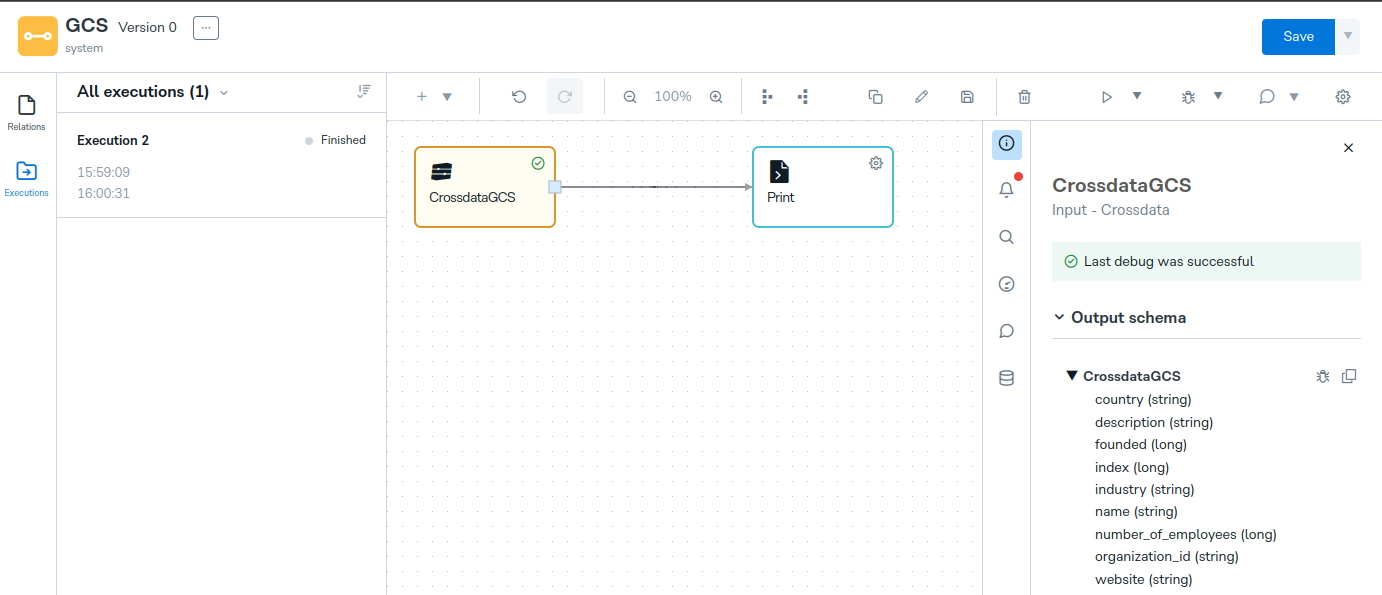 GCS Version 0 ...
system
Save
Relations
Executions
All executions (1)
Execution 2 Finished
15:59:09
16:00:31
100%
CrossdataGCS
Print
CrossdataGCS
Input - Crossdata
Last debug was successful
Output schema
CrossdataGCS
country (string)
description (string)
founded (long)
index (long)
industry (string)
name (string)
number_of_employees (long)
organization_id (string)
website (string)